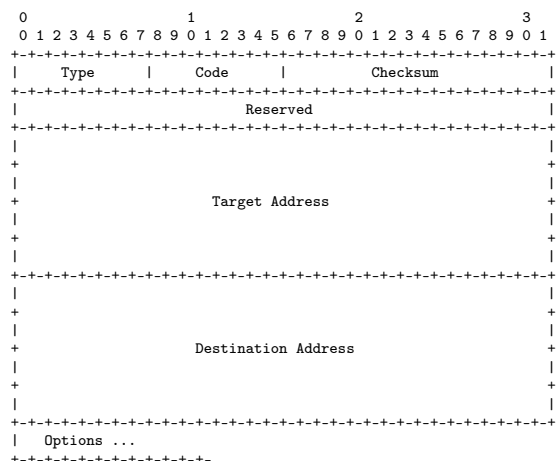 0                   1                   2                   3
 0 1 2 3 4 5 6 7 8 9 0 1 2 3 4 5 6 7 8 9 0 1 2 3 4 5 6 7 8 9 0 1
+-+-+-+-+-+-+-+-+-+-+-+-+-+-+-+-+-+-+-+-+-+-+-+-+-+-+-+-+-+-+-+-+
|     Type      |     Code      |          Checksum             |
+-+-+-+-+-+-+-+-+-+-+-+-+-+-+-+-+-+-+-+-+-+-+-+-+-+-+-+-+-+-+-+-+
|                           Reserved                            |
+-+-+-+-+-+-+-+-+-+-+-+-+-+-+-+-+-+-+-+-+-+-+-+-+-+-+-+-+-+-+-+-+
|                                                               |
+                                                               +
|                                                               |
+                       Target Address                          +
|                                                               |
+                                                               +
|                                                               |
+-+-+-+-+-+-+-+-+-+-+-+-+-+-+-+-+-+-+-+-+-+-+-+-+-+-+-+-+-+-+-+-+
|                                                               |
+                                                               +
|                                                               |
+                     Destination Address                       +
|                                                               |
+                                                               +
|                                                               |
+-+-+-+-+-+-+-+-+-+-+-+-+-+-+-+-+-+-+-+-+-+-+-+-+-+-+-+-+-+-+-+-+
|   Options ...
+-+-+-+-+-+-+-+-+-+-+-+-